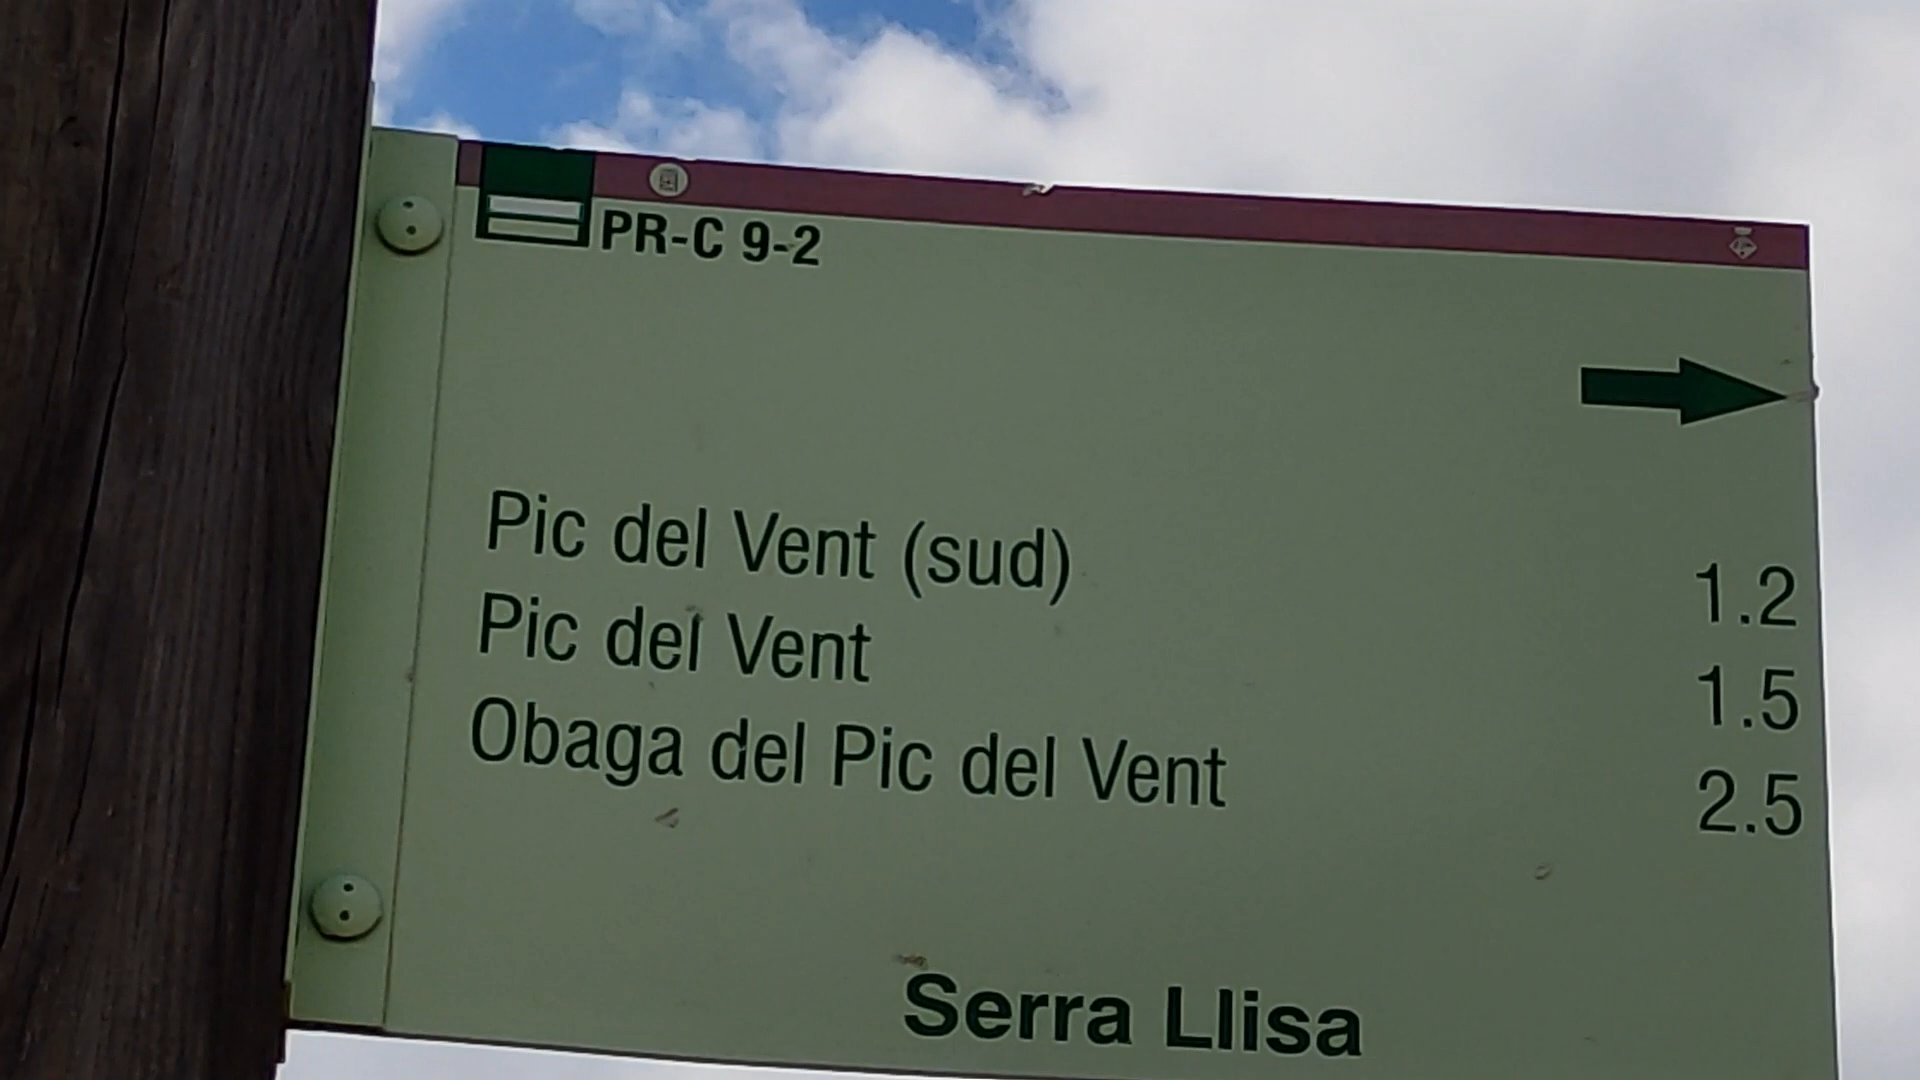 PR-C 9-2
Pic del Vent (sud) 1.2
Pic del Vent 1.5
Obaga del Pic del Vent 2.5
Serra Llisa